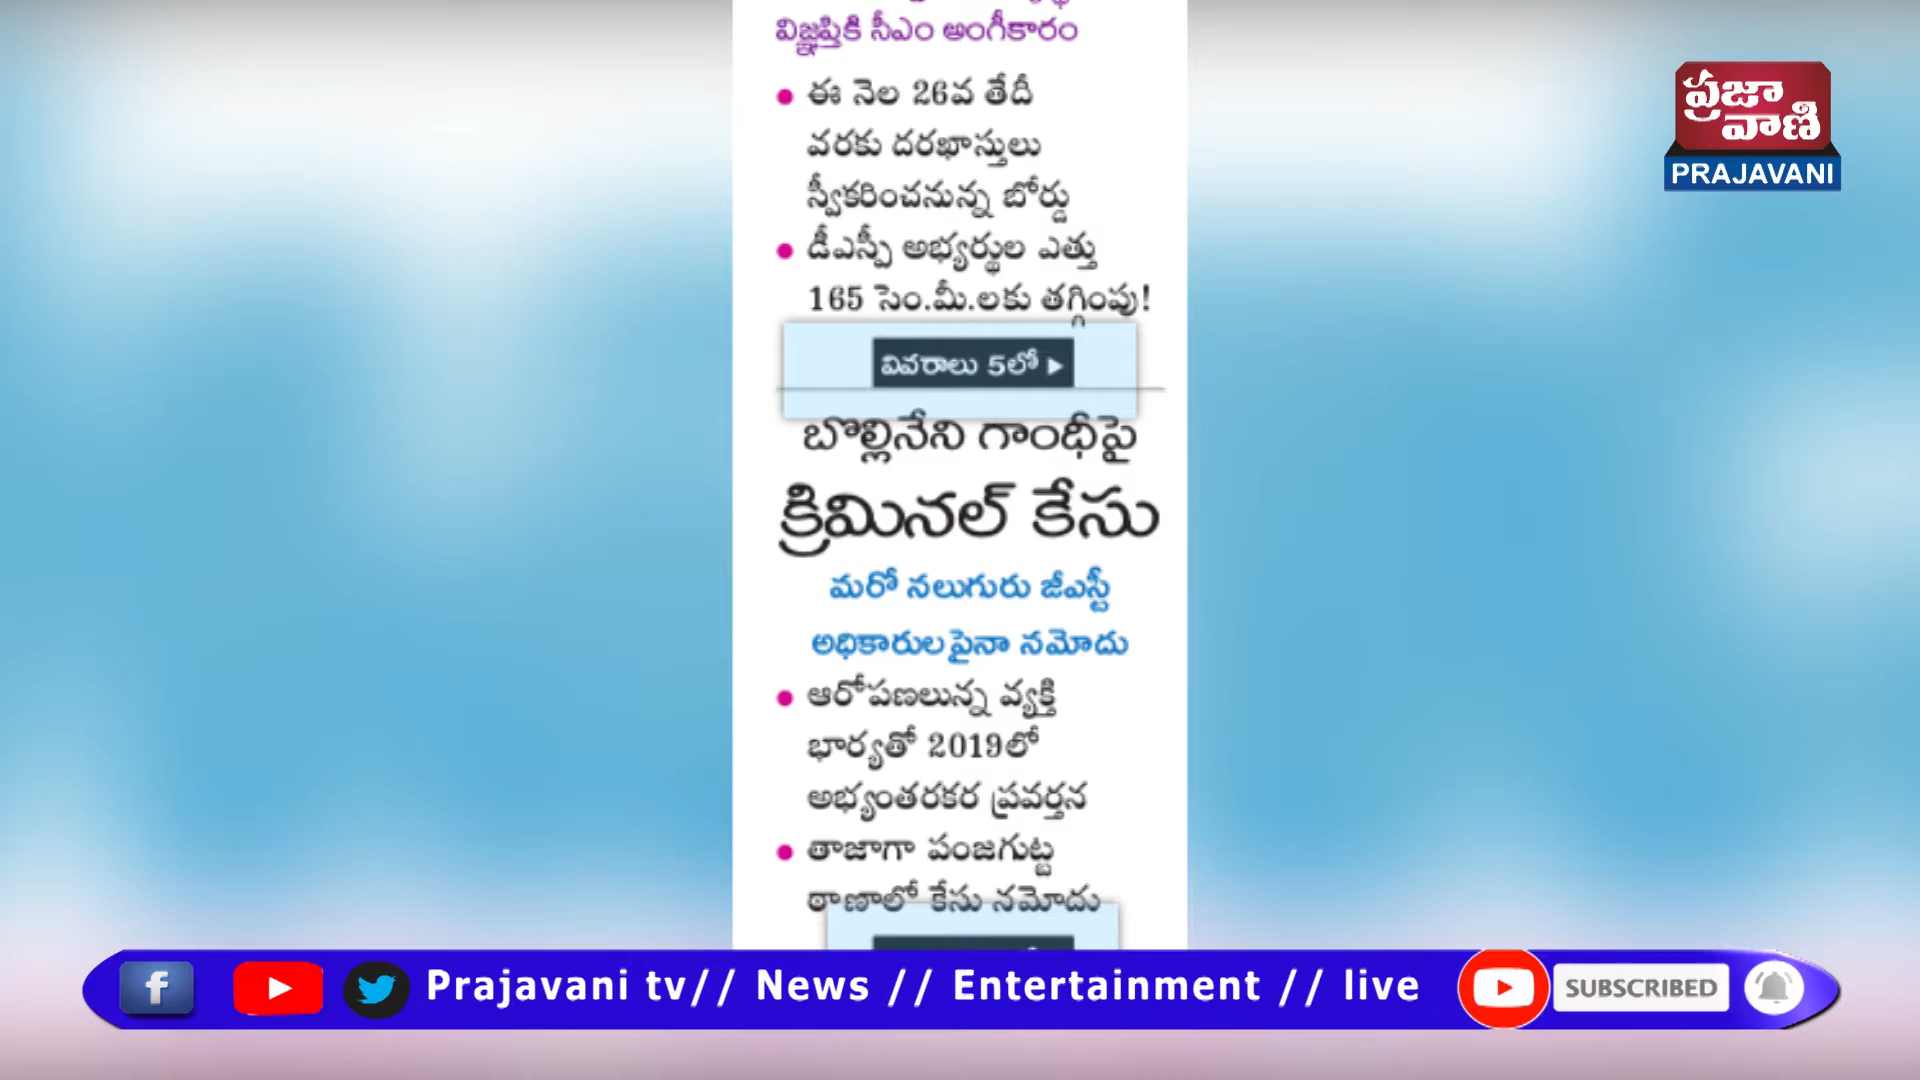 విజ్ఞప్తికి సీఎం అంగీకారం
ఈ నెల 26వ తేదీ
వరకు దరఖాస్తులు
స్వీకరించనున్న బోర్డు
డీఎస్పీ అభ్యర్థుల ఎత్తు
165 సెం.మీ.లకు తగ్గింపు!
వివరాలు 5లో
బొల్లినేని గాంధీపై
క్రిమినల్ కేసు
మరో నలుగురు జీఎస్టీ
అధికారులపైనా నమోదు
ఆరోపణలున్న వ్యక్తి
భార్యతో 2019లో
అభ్యంతరకర ప్రవర్తన
తాజాగా పంజగుట్ట
ఠాణాలో కేసు నమోదు
ప్రజా
వాణి
PRAJAVANI
Prajavani tv// News // Entertainment // live
SUBSCRIBED